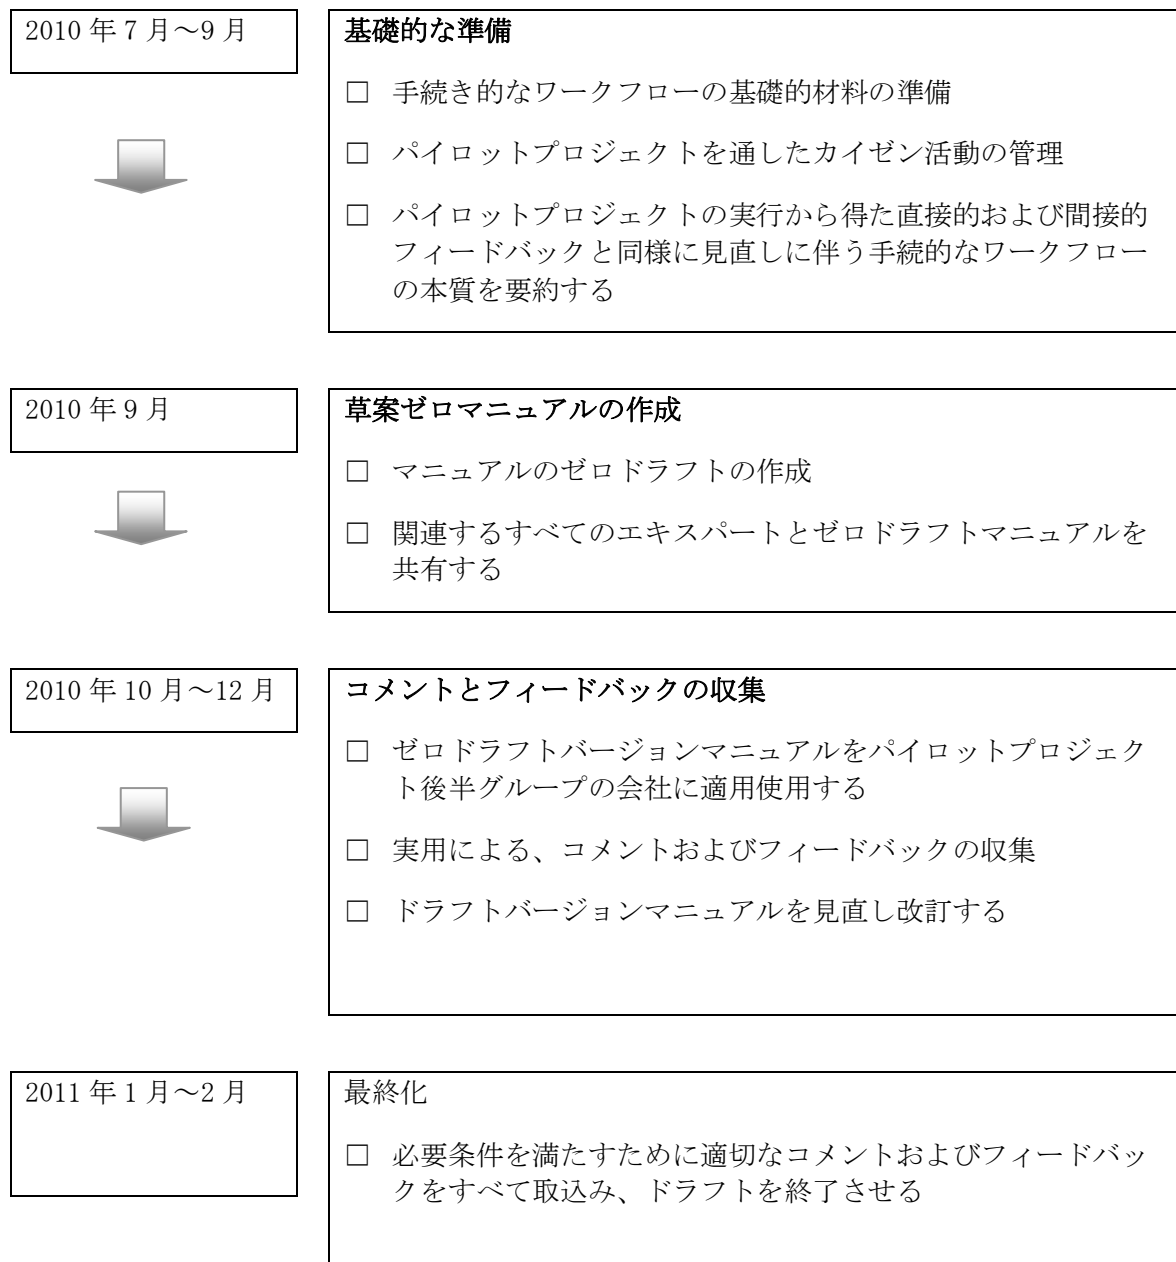 2010 年 7 月～9 月
基礎的な準備
□ 手続き的なワークフローの基礎的材料の準備
□ パイロットプロジェクトを通したカイゼン活動の管理
□ パイロットプロジェクトの実行から得た直接的および間接的
フィードバックと同様に見直しに伴う手続的なワークフロー
の本質を要約する
2010 年 9 月
草案ゼロマニュアルの作成
□ マニュアルのゼロドラフトの作成
□ 関連するすべてのエキスパートとゼロドラフトマニュアルを
共有する
2010 年 10 月～12 月
コメントとフィードバックの収集
□ ゼロドラフトバージョンマニュアルをパイロットプロジェク
ト後半グループの会社に適用使用する
□ 実用による、コメントおよびフィードバックの収集
□ ドラフトバージョンマニュアルを見直し改訂する
2011 年 1 月～2 月
最終化
□ 必要条件を満たすために適切なコメントおよびフィードバッ
クをすべて取込み、ドラフトを終了させる